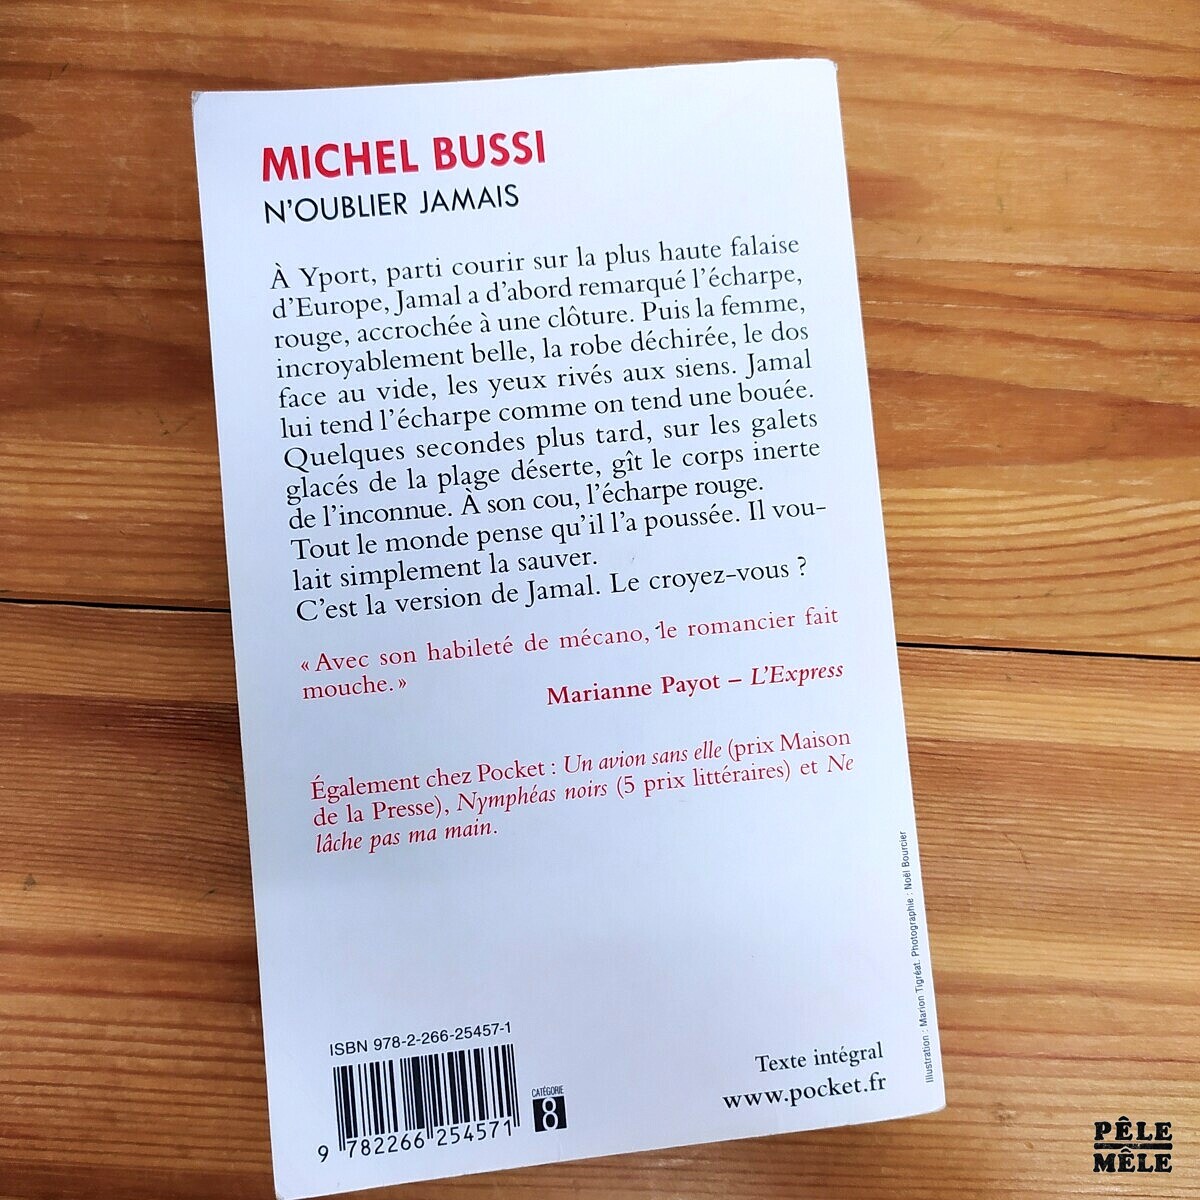 MICHEL BUSSI
N'OUBLIER JAMAIS
À Yport, parti courir sur la plus haute falaise
d'Europe, Jamal a d'abord remarqué l'écharpe,
rouge, accrochée à une clôture. Puis la femme,
incroyablement belle, la robe déchirée, le dos
face au vide, les yeux rivés aux siens. Jamal
lui tend l'écharpe comme on tend une bouée.
Quelques secondes plus tard, sur les galets
glacés de la plage déserte, gît le corps inerte
de l'inconnue. À son cou, l'écharpe rouge.
Tout le monde pense qu'il l'a poussée. Il vou-
lait simplement la sauver.
C'est la version de Jamal. Le croyez-vous ?
« Avec son habileté de mécano, le romancier fait
mouche. »
Marianne Payot – L'Express
Également chez Pocket : Un avion sans elle (prix Maison
de la Presse), Nymphéas noirs (5 prix littéraires) et Ne
lâche pas ma main.
Illustration : Marion Tigréat. Photographie : Noël Bourcier
ISBN 978-2-266-25457-1
9 782266 254571
CATÉGORIE
8
Texte intégral
www.pocket.fr
PÊLE
MÊLE